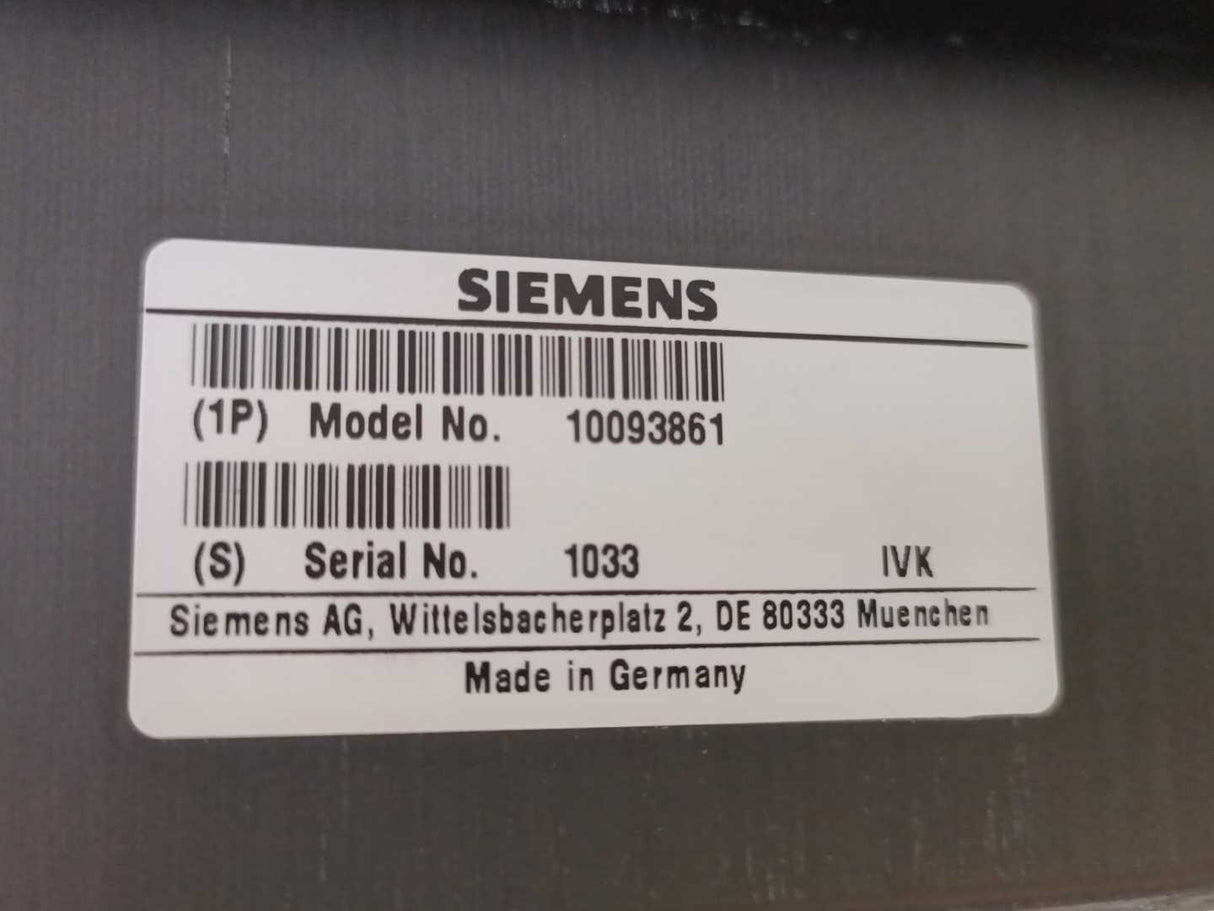 SIEMENS
(1P) Model No. 10093861
(S) Serial No. 1033 IVK
Siemens AG, Wittelsbacherplatz 2, DE 80333 Muenchen
Made in Germany